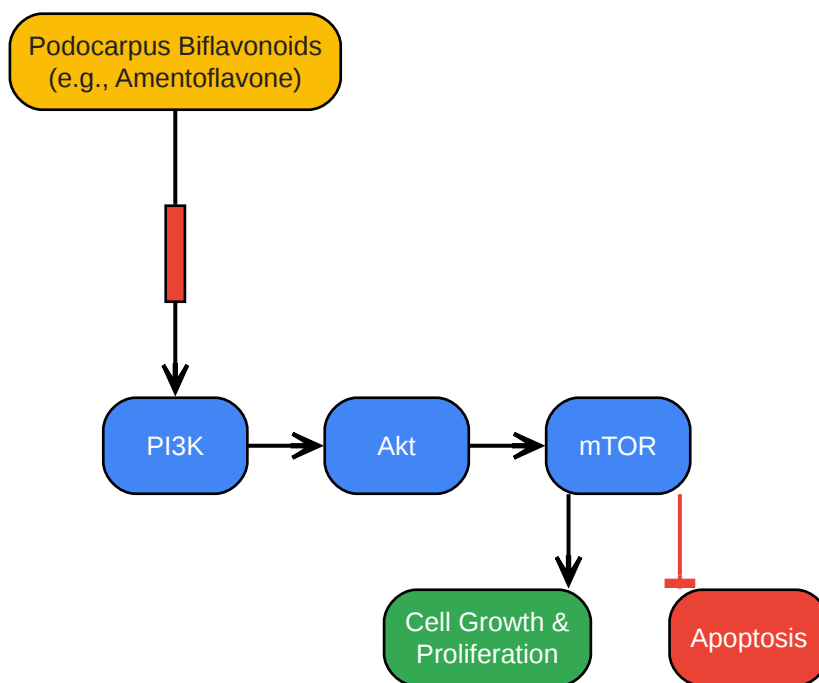 Podocarpus Biflavonoids
(e.g., Amentoflavone)
PI3K
Akt
mTOR
Cell Growth &
Proliferation
Apoptosis